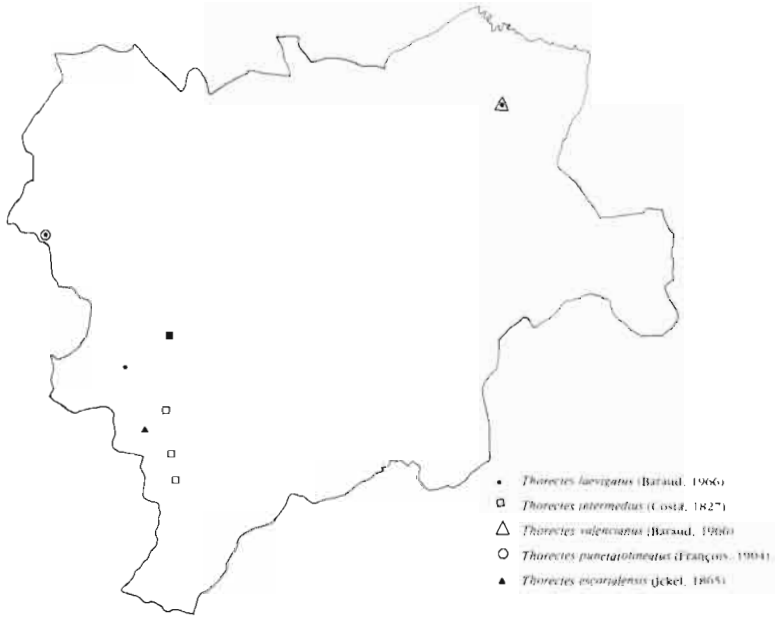 Thorectes laevigatus (Baraud, 1966)
Thorectes intermedius (Costa, 1827)
Thorectes valencianus (Baraud, 1966)
Thorectes punctatolineatus (François, 1904)
Thorectes escorialensis (Jckel, 1865)